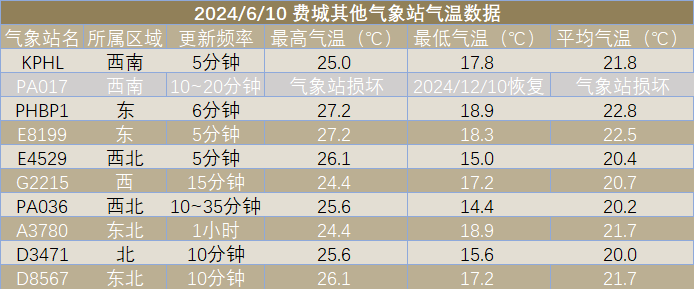 2024/6/10 费城其他气象站气温数据
气象站名 所属区域 更新频率 最高气温（℃） 最低气温（℃） 平均气温（℃）
KPHL 西南 5分钟 25.0 17.8 21.8
PA017 西南 10~20分钟 气象站损坏 2024/12/10恢复 气象站损坏
PHBP1 东 6分钟 27.2 18.9 22.8
E8199 东 5分钟 27.2 18.3 22.5
E4529 西北 5分钟 26.1 15.0 20.4
G2215 西 15分钟 24.4 17.2 20.7
PA036 西北 10~35分钟 25.6 14.4 20.2
A3780 东北 1小时 24.4 18.9 21.7
D3471 北 10分钟 25.6 15.6 20.0
D8567 东北 10分钟 26.1 17.2 21.7